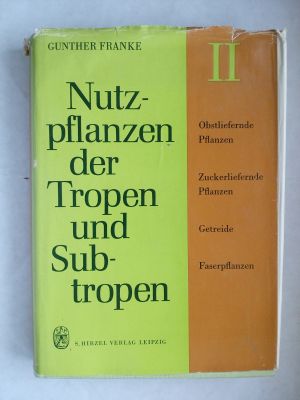 GUNTHER FRANKE
II
Nutz-
pflanzen
der
Tropen
und
Sub-
tropen
Obstliefernde
Pflanzen
Zuckerliefernde
Pflanzen
Getreide
Faserpflanzen
S. HIRZEL VERLAG LEIPZIG